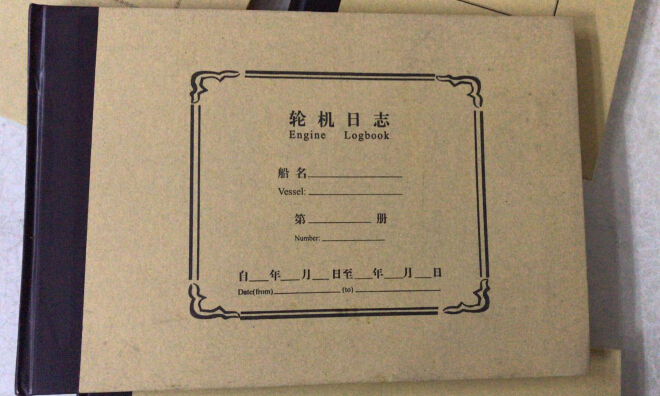 轮机日志
Engine Logbook
船名
Vessel:
第 册
Number:
自 年 月 日至 年 月 日
Date(from) (to)